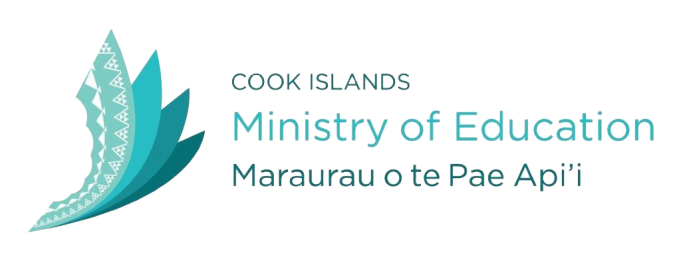 COOK ISLANDS
Ministry of Education
Maraurau o te Pae Api’i